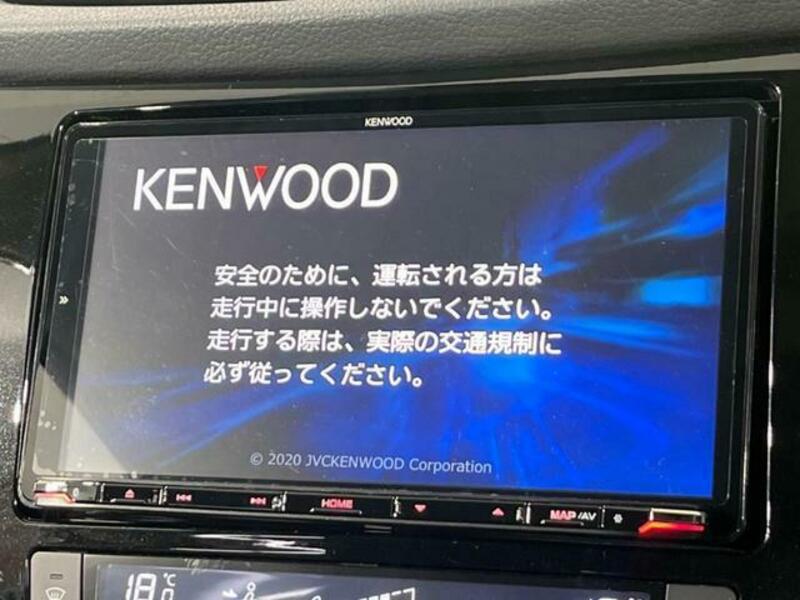 KENWOOD
KENWOOD
安全のために、運転される方は
走行中に操作しないでください。
走行する際は、実際の交通規制に
必ず従ってください。
© 2020 JVCKENWOOD Corporation
HOME
MAP/AV
18.0 ℃